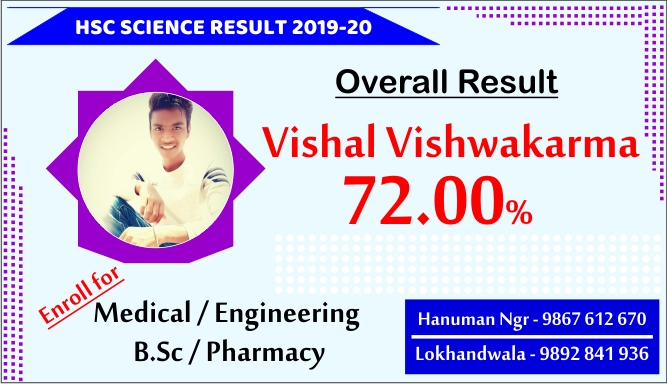 HSC SCIENCE RESULT 2019-20
Overall Result
Vishal Vishwakarma
72.00%
Enroll for
Medical / Engineering
B.Sc / Pharmacy
Hanuman Ngr - 9867 612 670
Lokhandwala - 9892 841 936